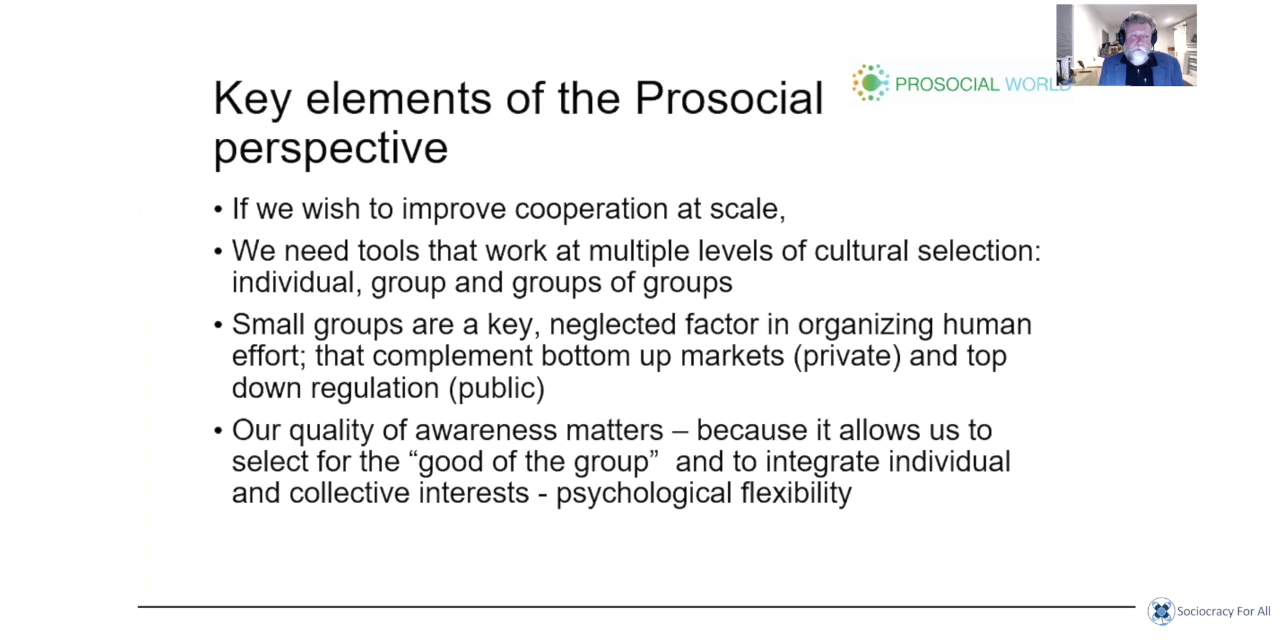 Key elements of the Prosocial
perspective
PROSOCIAL WORLD
• If we wish to improve cooperation at scale,
• We need tools that work at multiple levels of cultural selection:
individual, group and groups of groups
• Small groups are a key, neglected factor in organizing human
effort; that complement bottom up markets (private) and top
down regulation (public)
• Our quality of awareness matters – because it allows us to
select for the “good of the group”  and to integrate individual
and collective interests - psychological flexibility
Sociocracy For All